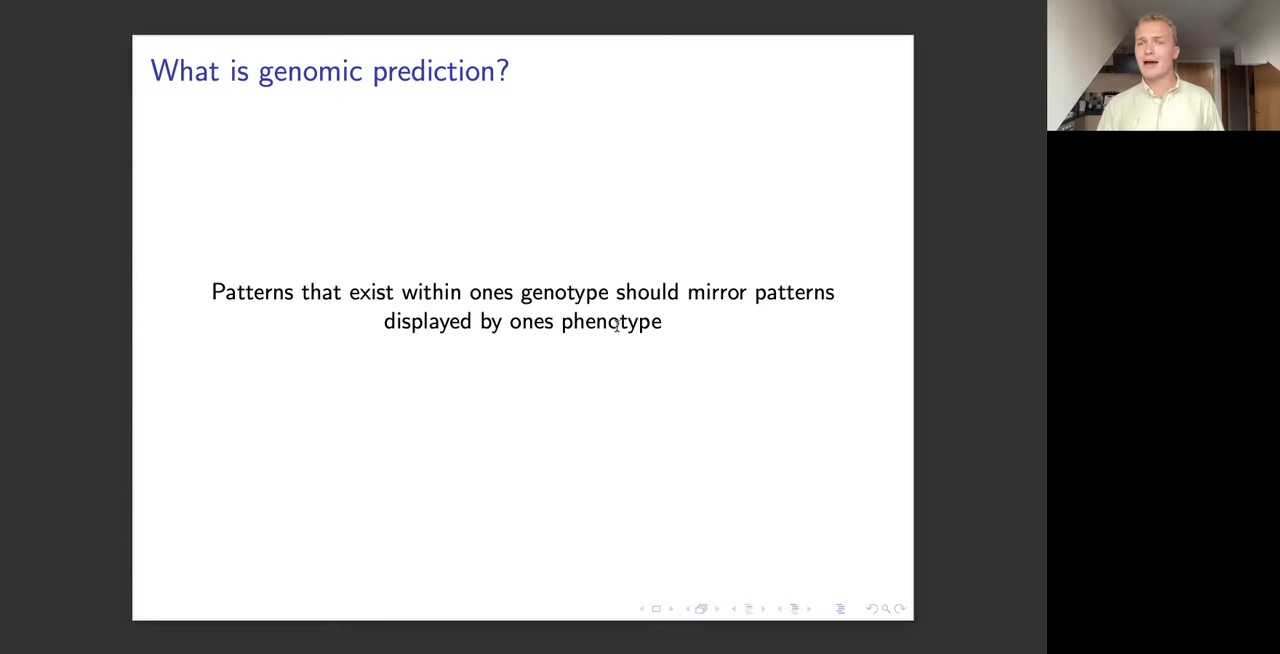 What is genomic prediction?
Patterns that exist within ones genotype should mirror patterns
displayed by ones phenotype